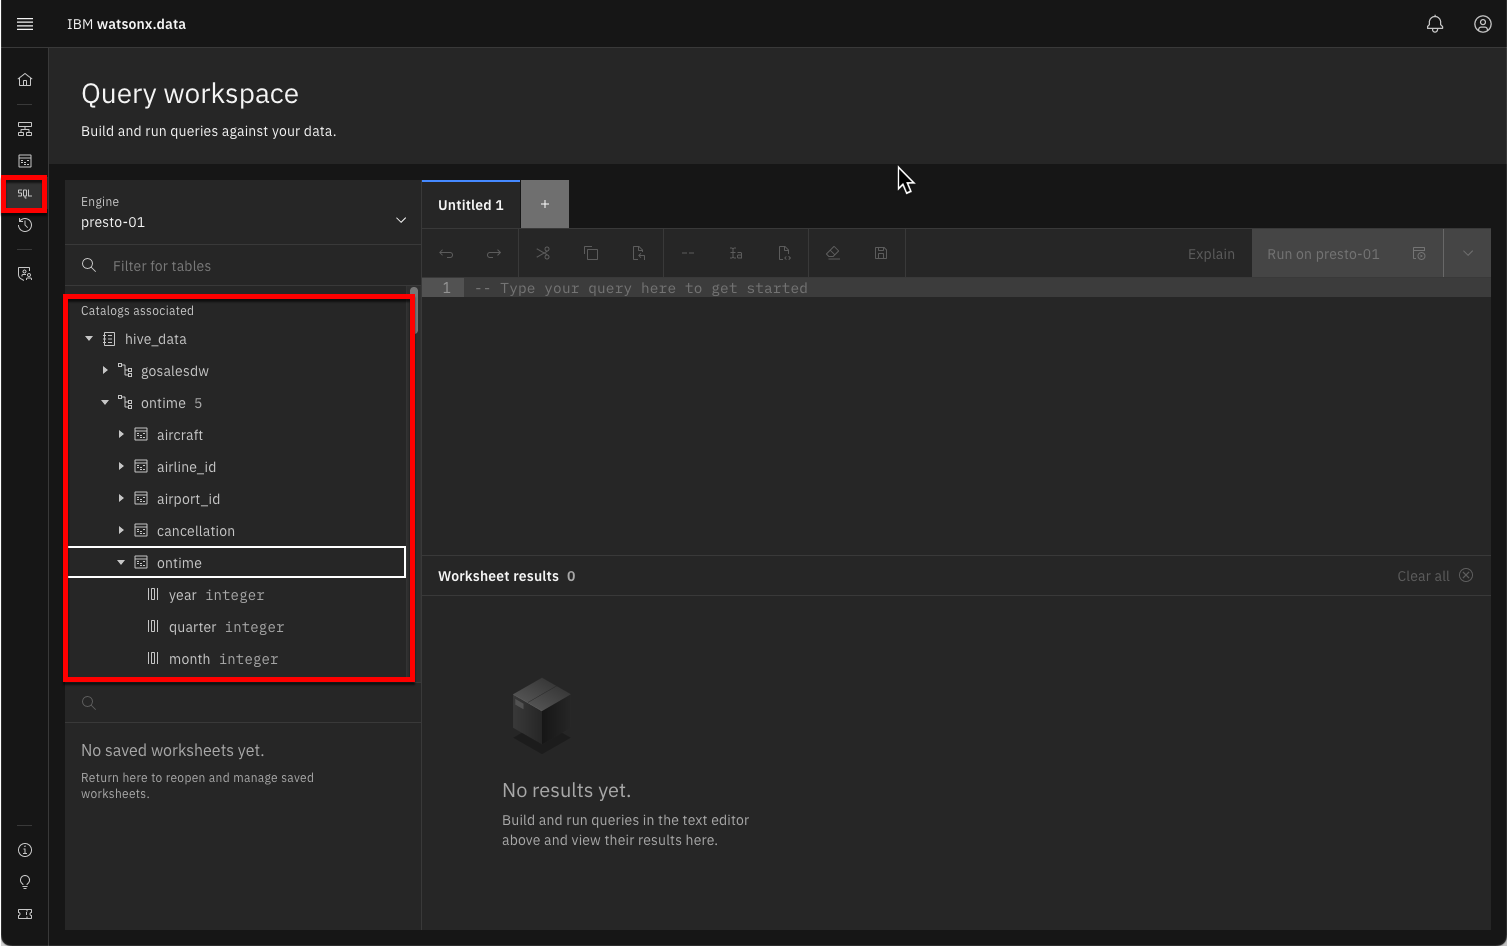 IBM watsonx.data
Query workspace
Build and run queries against your data.
SQL
Engine
presto-01
Filter for tables
Catalogs associated
hive_data
gosalesdw
ontime 5
aircraft
airline_id
airport_id
cancellation
ontime
year integer
quarter integer
month integer
No saved worksheets yet.
Return here to reopen and manage saved
worksheets.
Untitled 1 +
Explain Run on presto-01
1 -- Type your query here to get started
Worksheet results 0 Clear all
No results yet.
Build and run queries in the text editor
above and view their results here.